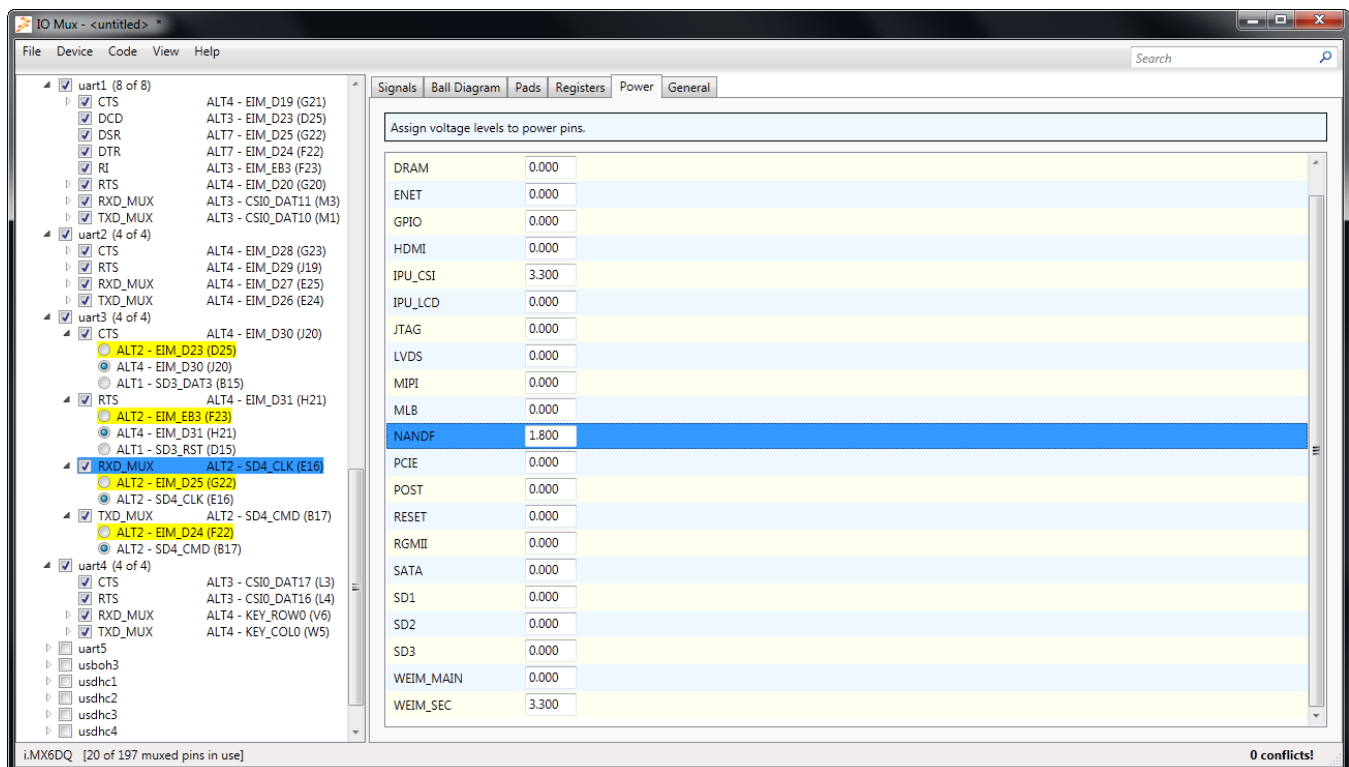 IO Mux - <untitled> *
File Device Code View Help
Search
uart1 (8 of 8)
CTS ALT4 - EIM_D19 (G21)
DCD ALT3 - EIM_D23 (D25)
DSR ALT7 - EIM_D25 (G22)
DTR ALT7 - EIM_D24 (F22)
RI ALT3 - EIM_EB3 (F23)
RTS ALT4 - EIM_D20 (G20)
RXD_MUX ALT3 - CSI0_DAT11 (M3)
TXD_MUX ALT3 - CSI0_DAT10 (M1)
uart2 (4 of 4)
CTS ALT4 - EIM_D28 (G23)
RTS ALT4 - EIM_D29 (J19)
RXD_MUX ALT4 - EIM_D27 (E25)
TXD_MUX ALT4 - EIM_D26 (E24)
uart3 (4 of 4)
CTS ALT4 - EIM_D30 (J20)
ALT2 - EIM_D23 (D25)
ALT4 - EIM_D30 (J20)
ALT1 - SD3_DAT3 (B15)
RTS ALT4 - EIM_D31 (H21)
ALT2 - EIM_EB3 (F23)
ALT4 - EIM_D31 (H21)
ALT1 - SD3_RST (D15)
RXD_MUX ALT2 - SD4_CLK (E16)
ALT2 - EIM_D25 (G22)
ALT2 - SD4_CLK (E16)
TXD_MUX ALT2 - SD4_CMD (B17)
ALT2 - EIM_D24 (F22)
ALT2 - SD4_CMD (B17)
uart4 (4 of 4)
CTS ALT3 - CSI0_DAT17 (L3)
RTS ALT3 - CSI0_DAT16 (L4)
RXD_MUX ALT4 - KEY_ROW0 (V6)
TXD_MUX ALT4 - KEY_COL0 (W5)
uart5
usboh3
usdhc1
usdhc2
usdhc3
usdhc4
Signals Ball Diagram Pads Registers Power General
Assign voltage levels to power pins.
DRAM 0.000
ENET 0.000
GPIO 0.000
HDMI 0.000
IPU_CSI 3.300
IPU_LCD 0.000
JTAG 0.000
LVDS 0.000
MIPI 0.000
MLB 0.000
NANDF 1.800
PCIE 0.000
POST 0.000
RESET 0.000
RGMII 0.000
SATA 0.000
SD1 0.000
SD2 0.000
SD3 0.000
WEIM_MAIN 0.000
WEIM_SEC 3.300
i.MX6DQ [20 of 197 muxed pins in use] 0 conflicts!